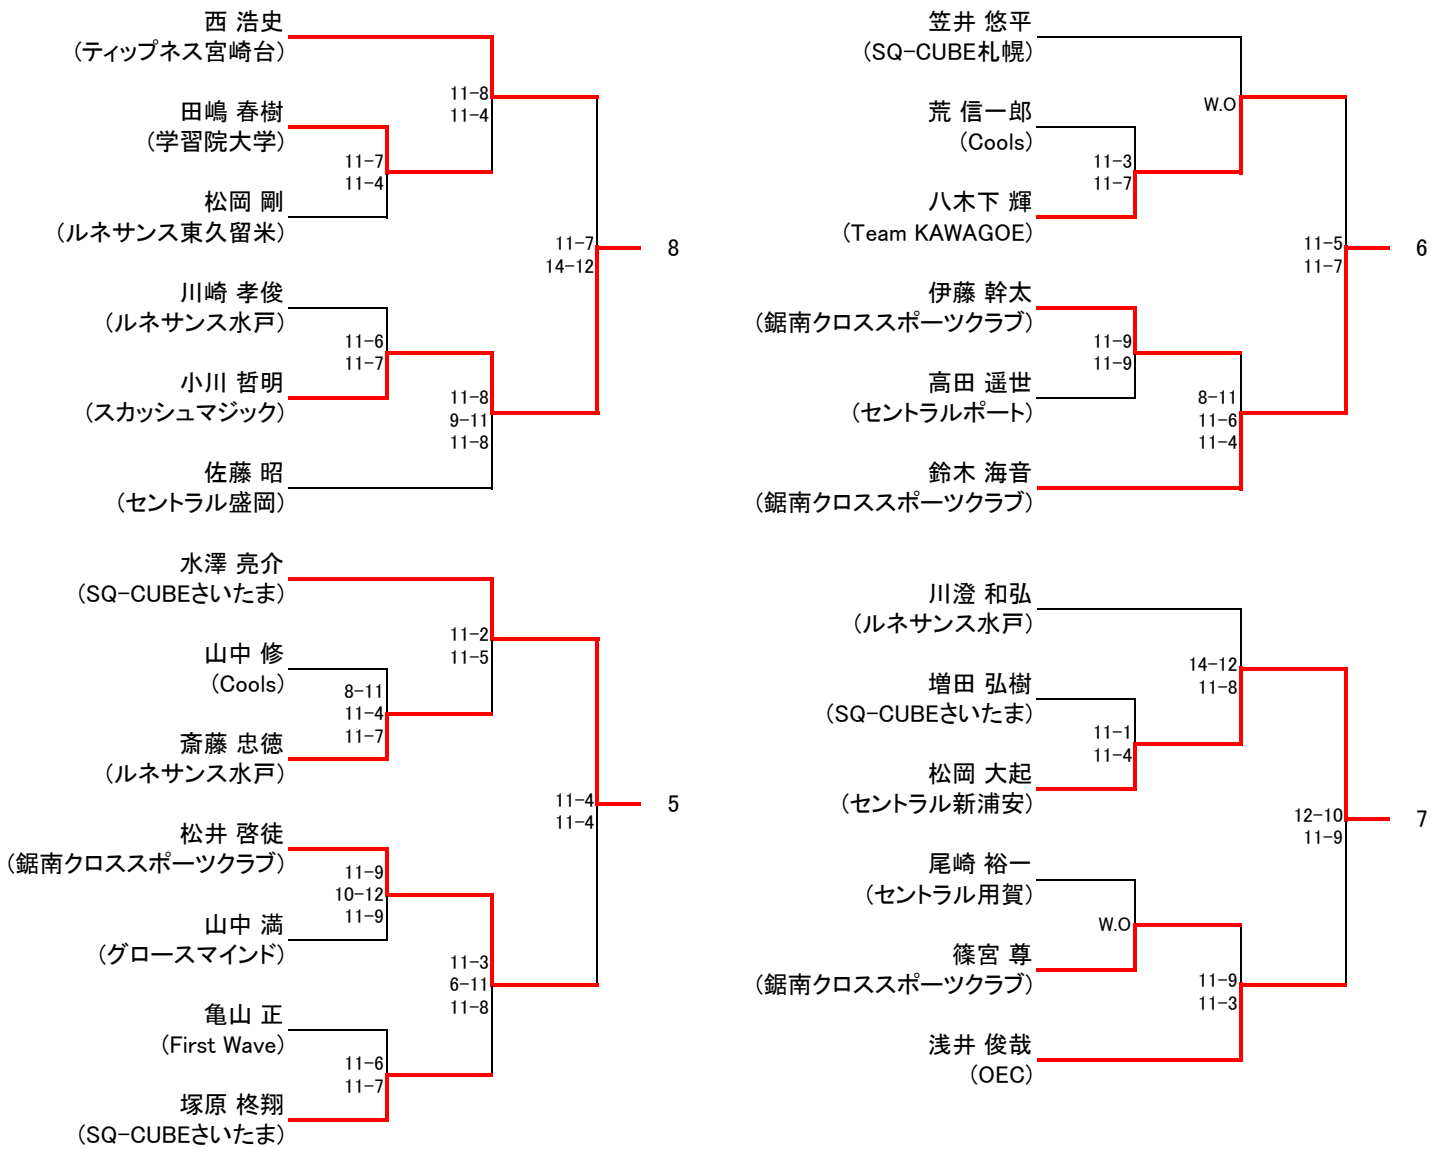 西 浩史
(ティップネス宮崎台)
11-8
11-4
田嶋 春樹
(学習院大学)
11-7
11-4
松岡 剛
(ルネサンス東久留米)
11-7
14-12
8
川崎 孝俊
(ルネサンス水戸)
11-6
11-7
小川 哲明
(スカッシュマジック)
11-8
9-11
11-8
佐藤 昭
(セントラル盛岡)
水澤 亮介
(SQ-CUBEさいたま)
11-2
11-5
山中 修
(Cools)
8-11
11-4
11-7
斎藤 忠徳
(ルネサンス水戸)
11-4
11-4
5
松井 啓徒
(鋸南クロススポーツクラブ)
11-9
10-12
11-9
山中 満
(グロースマインド)
11-3
6-11
11-8
亀山 正
(First Wave)
11-6
11-7
塚原 柊翔
(SQ-CUBEさいたま)
笠井 悠平
(SQ-CUBE札幌)
W.O
荒 信一郎
(Cools)
11-3
11-7
八木下 輝
(Team KAWAGOE)
11-5
11-7
6
伊藤 幹太
(鋸南クロススポーツクラブ)
11-9
11-9
高田 遥世
(セントラルポート)
8-11
11-6
11-4
鈴木 海音
(鋸南クロススポーツクラブ)
川澄 和弘
(ルネサンス水戸)
14-12
11-8
増田 弘樹
(SQ-CUBEさいたま)
11-1
11-4
松岡 大起
(セントラル新浦安)
12-10
11-9
7
尾崎 裕一
(セントラル用賀)
W.O
篠宮 尊
(鋸南クロススポーツクラブ)
11-9
11-3
浅井 俊哉
(OEC)